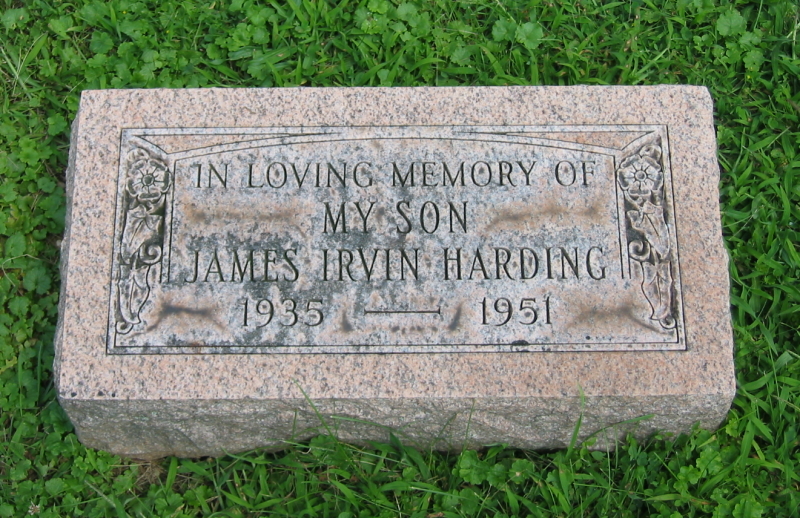 IN LOVING MEMORY OF
MY SON
JAMES IRVIN HARDING
1935 — 1951